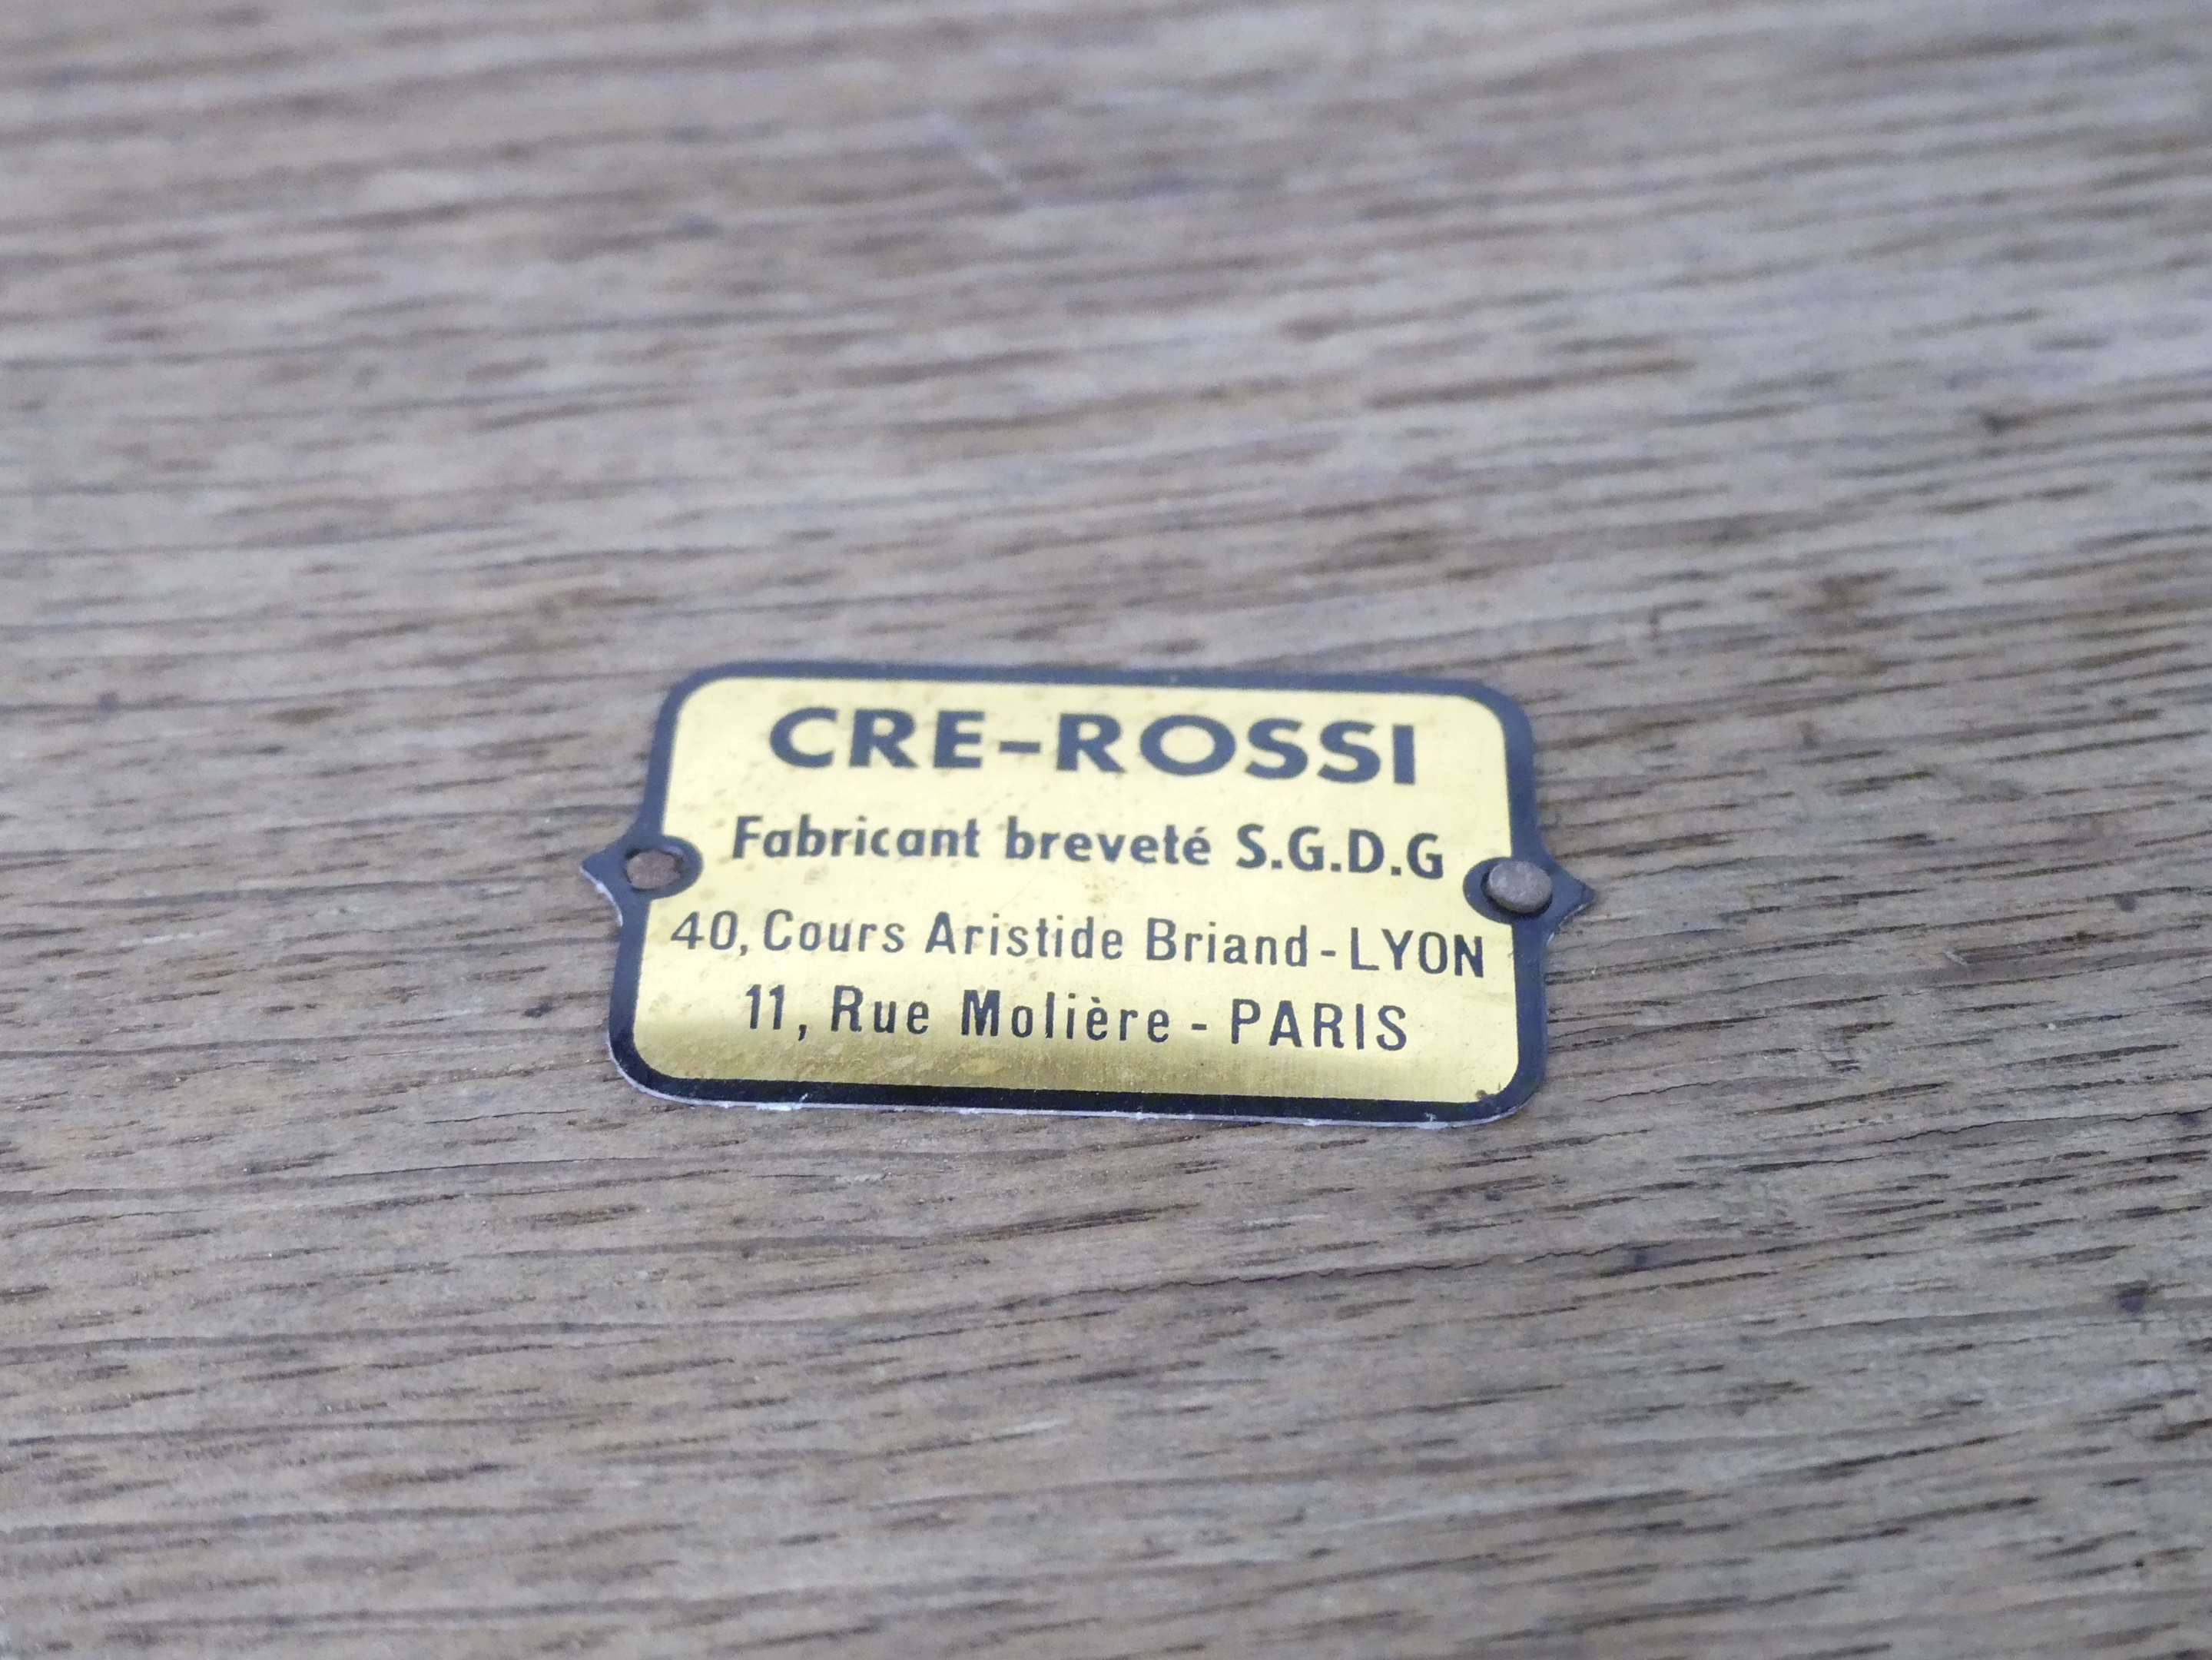 CRE-ROSSI
Fabricant breveté S.G.D.G
40, Cours Aristide Briand - LYON
11, Rue Molière - PARIS